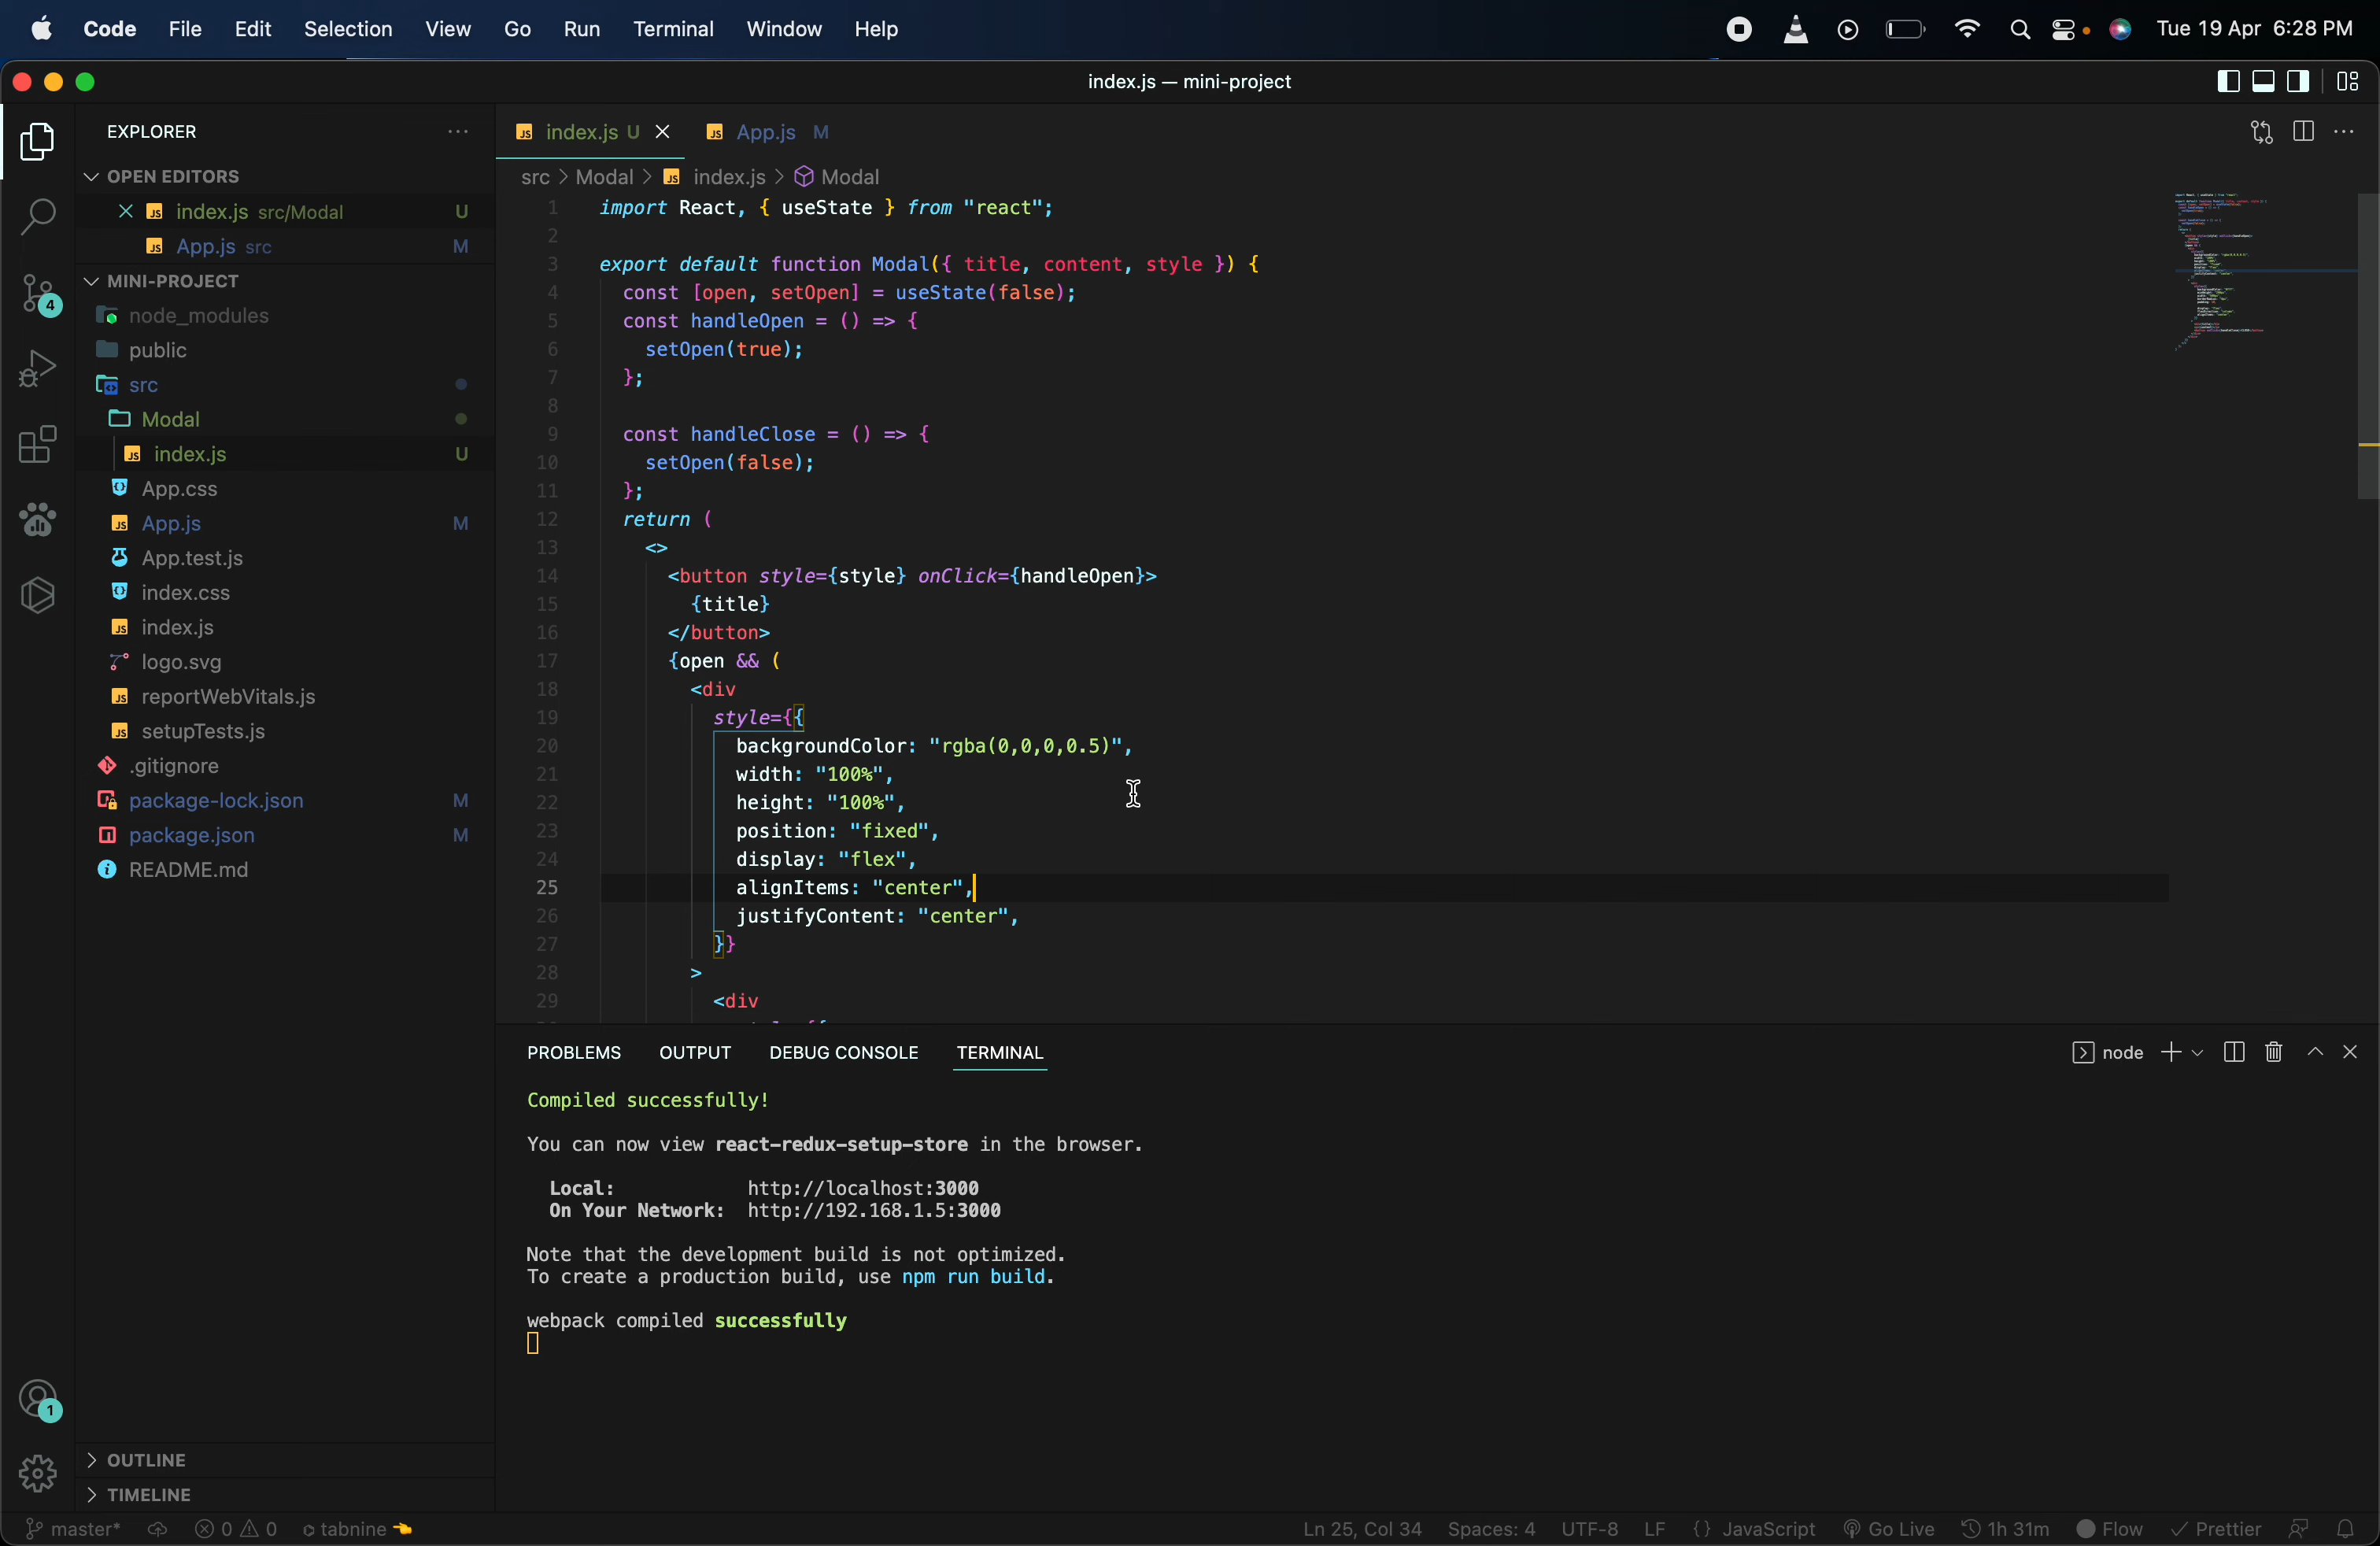 Code File Edit Selection View Go Run Terminal Window Help
Tue 19 Apr 6:28 PM
index.js — mini-project
EXPLORER
OPEN EDITORS
index.js src/Modal U
App.js src M
MINI-PROJECT
node_modules
public
src
Modal
index.js U
App.css
App.js M
App.test.js
index.css
index.js
logo.svg
reportWebVitals.js
setupTests.js
.gitignore
package-lock.json M
package.json M
README.md
OUTLINE
TIMELINE
4
1
index.js U
App.js M
src > Modal > index.js > Modal
1 import React, { useState } from "react";
2
3 export default function Modal({ title, content, style }) {
4 const [open, setOpen] = useState(false);
5 const handleOpen = () => {
6 setOpen(true);
7 };
8
9 const handleClose = () => {
10 setOpen(false);
11 };
12 return (
13 <>
14 <button style={style} onClick={handleOpen}>
15 {title}
16 </button>
17 {open && (
18 <div
19 style={{
20 backgroundColor: "rgba(0,0,0,0.5)",
21 width: "100%",
22 height: "100%",
23 position: "fixed",
24 display: "flex",
25 alignItems: "center",
26 justifyContent: "center",
27 }}
28 >
29 <div
PROBLEMS OUTPUT DEBUG CONSOLE TERMINAL
node
Compiled successfully!
You can now view react-redux-setup-store in the browser.
Local: http://localhost:3000
On Your Network: http://192.168.1.5:3000
Note that the development build is not optimized.
To create a production build, use npm run build.
webpack compiled successfully
master* 0 0 tabnine
Ln 25, Col 34 Spaces: 4 UTF-8 LF {} JavaScript Go Live 1h 31m Flow Prettier